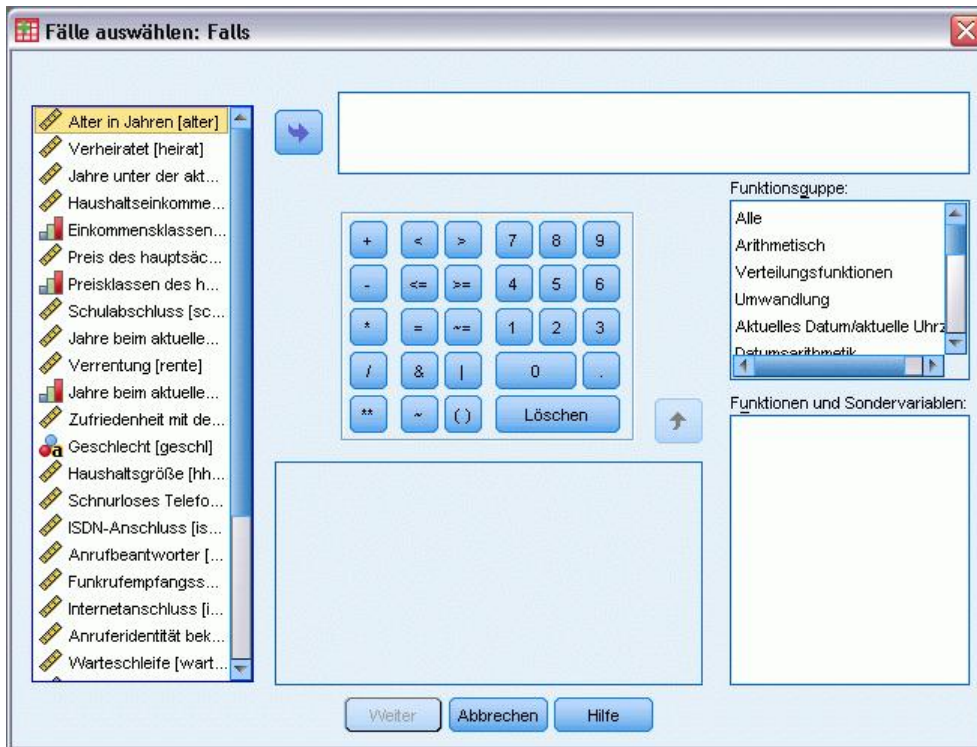 Fälle auswählen: Falls
Alter in Jahren [alter]
Verheiratet [heirat]
Jahre unter der akt...
Haushaltseinkomme...
Einkommensklassen...
Preis des hauptsäc...
Preisklassen des h...
Schulabschluss [sc...
Jahre beim aktuelle...
Verrentung [rente]
Jahre beim aktuelle...
Zufriedenheit mit de...
Geschlecht [geschl]
Haushaltsgröße [hh...
Schnurloses Telefo...
ISDN-Anschluss [is...
Anrufbeantworter [...
Funkrufempfangss...
Internetanschluss [i...
Anruferidentität bek...
Warteschleife [wart...
+ < > 7 8 9
- <= >= 4 5 6
* = ~= 1 2 3
/ & | 0 .
** ~ ( ) Löschen
Funktionsgruppe:
Alle
Arithmetisch
Verteilungsfunktionen
Umwandlung
Aktuelles Datum/aktuelle Uhrz
Datumsarithmetik
Funktionen und Sondervariablen:
Weiter Abbrechen Hilfe